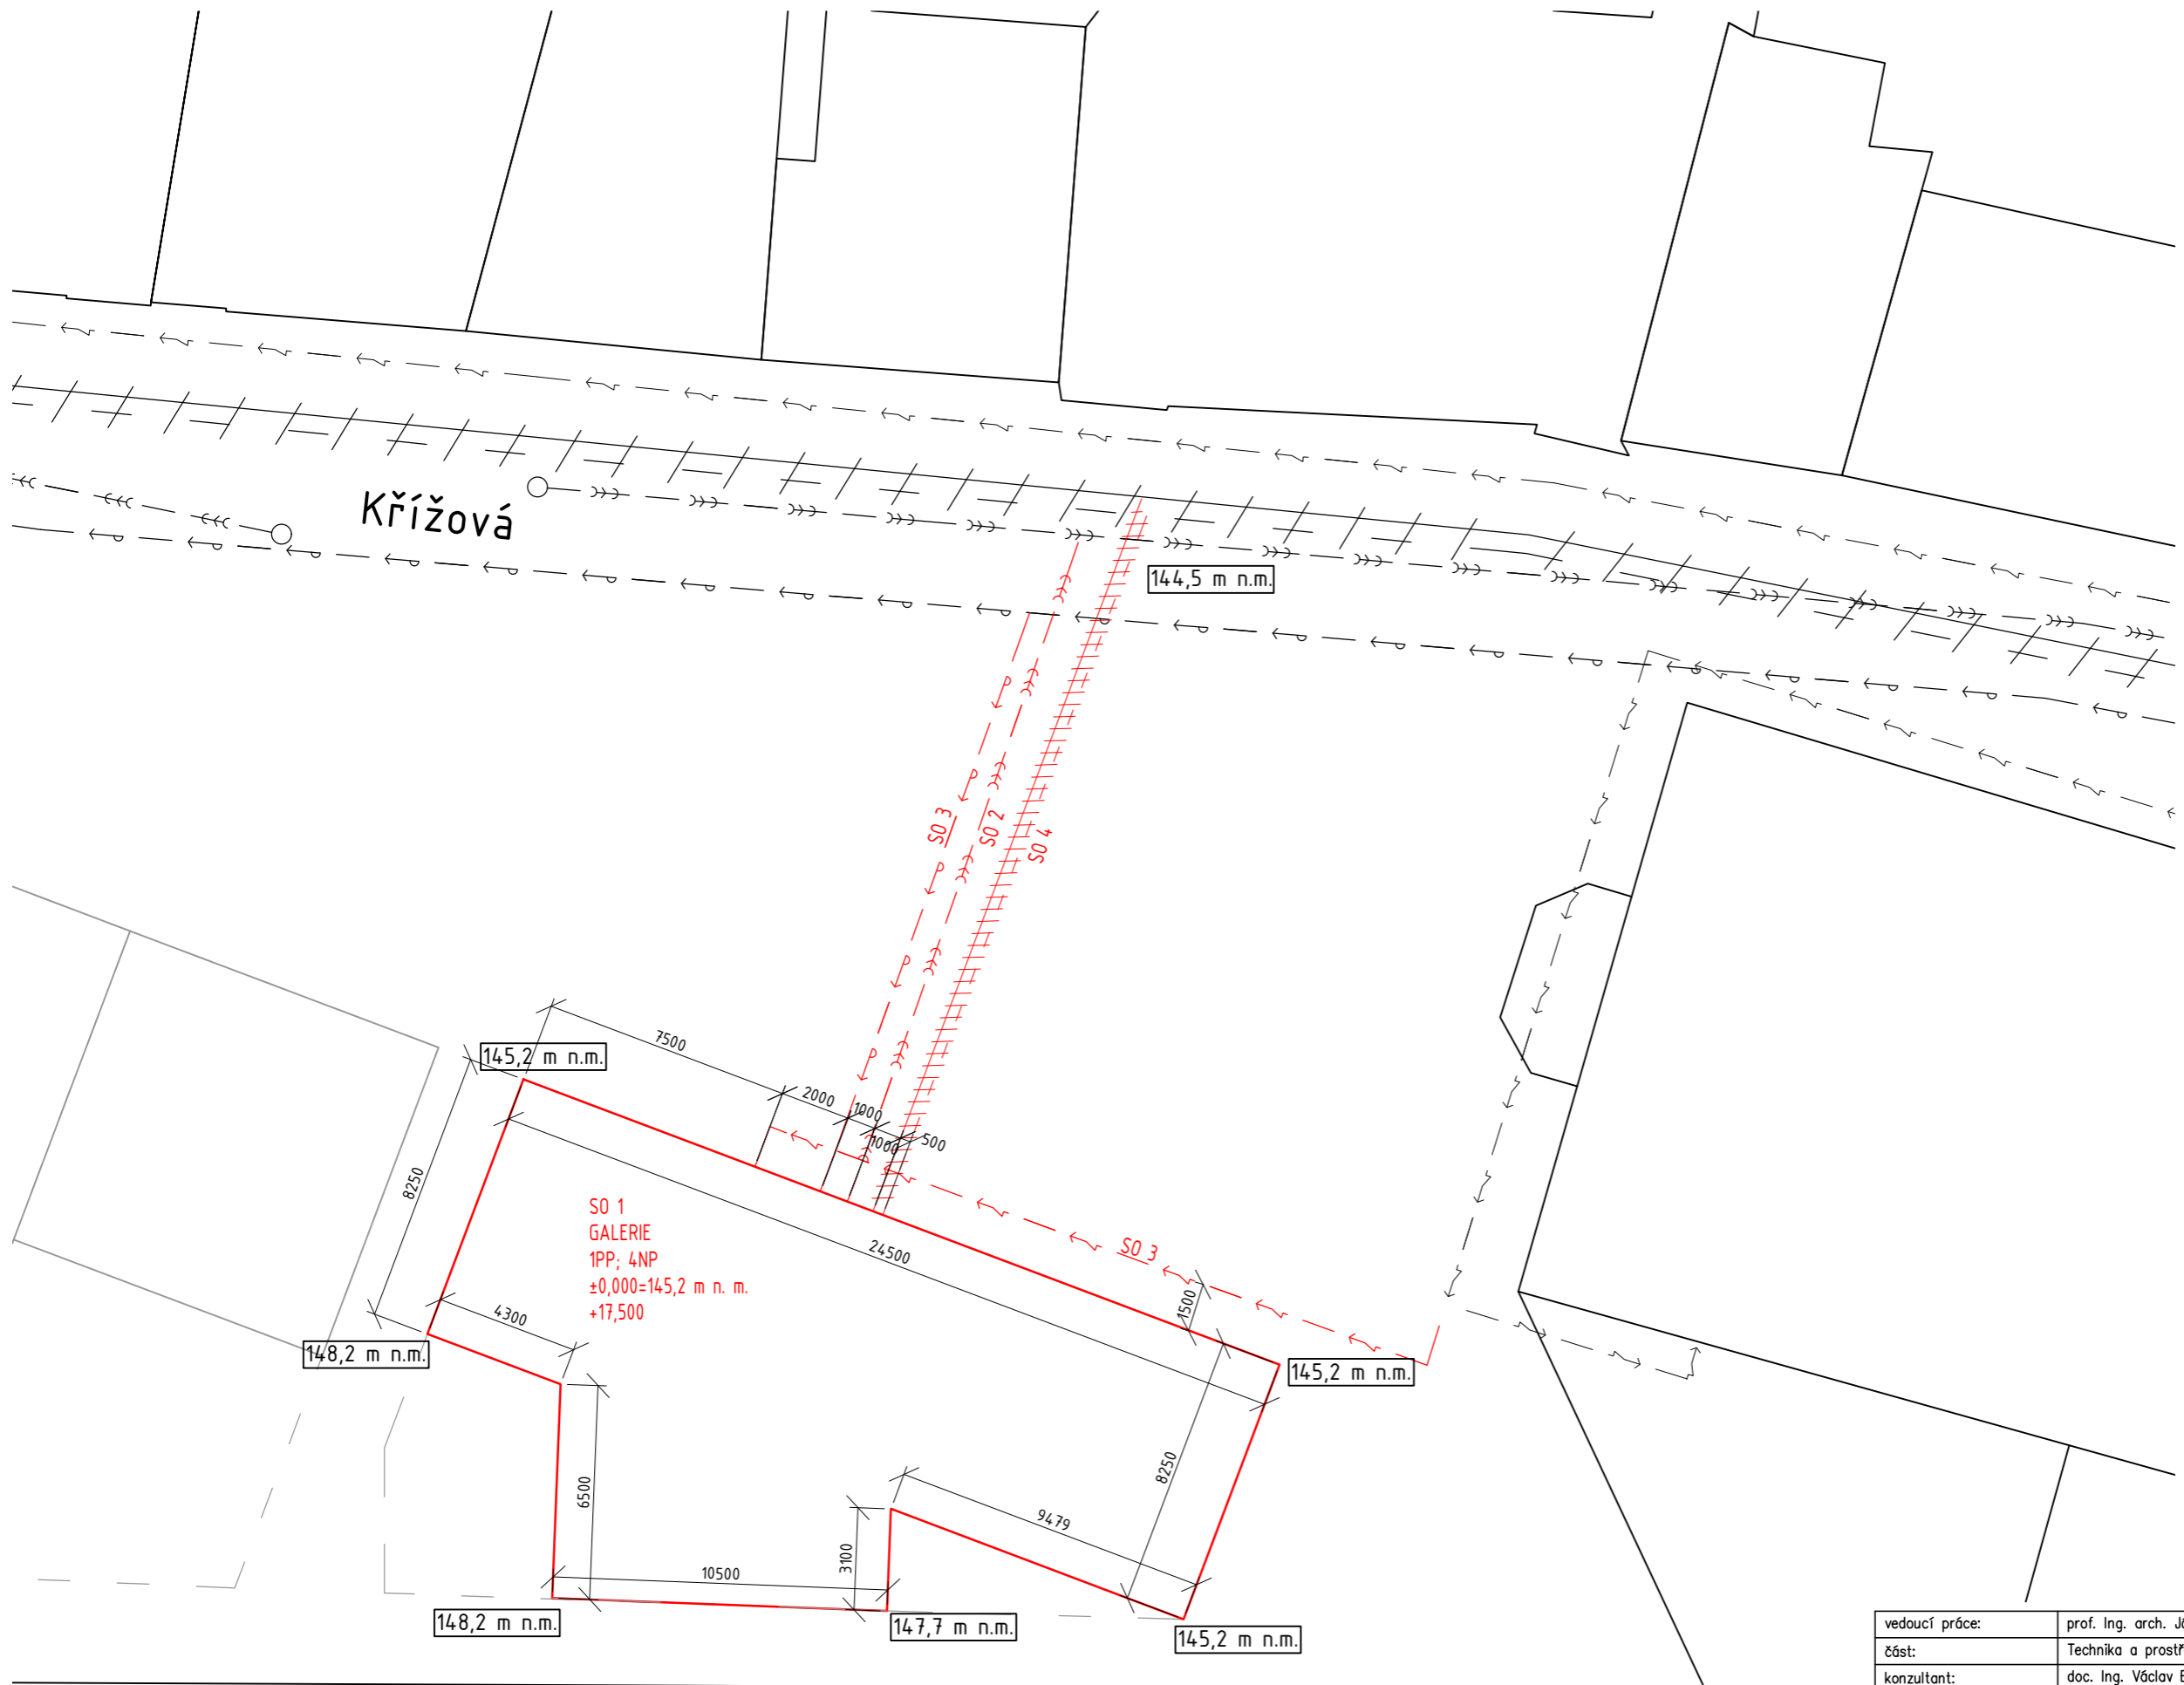 Křížová
144,5 m n.m.
SO 3
SO 2
SO 4
7500
145,2 m n.m.
2000
1000
1000
500
8250
SO 1
GALERIE
1PP; 4NP
±0,000=145,2 m n. m.
+17,500
24500
SO 3
1500
4300
148,2 m n.m.
145,2 m n.m.
8250
6500
9479
3100
10500
148,2 m n.m.
147,7 m n.m.
145,2 m n.m.
vedoucí práce: prof. Ing. arch.
část: Technika a
konzultant: doc. Ing. Václav